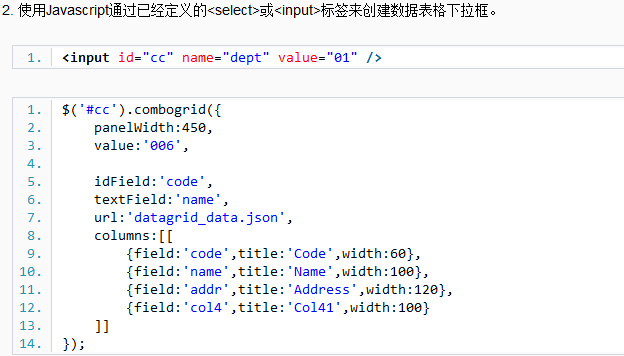 2. 使用Javascript通过已经定义的<select>或<input>标签来创建数据表格下拉框。
1. <input id="cc" name="dept" value="01" />
1. $('#cc').combogrid({
2.     panelWidth:450,
3.     value:'006',
4.
5.     idField:'code',
6.     textField:'name',
7.     url:'datagrid_data.json',
8.     columns:[[
9.         {field:'code',title:'Code',width:60},
10.         {field:'name',title:'Name',width:100},
11.         {field:'addr',title:'Address',width:120},
12.         {field:'col4',title:'Col41',width:100}
13.     ]]
14. });